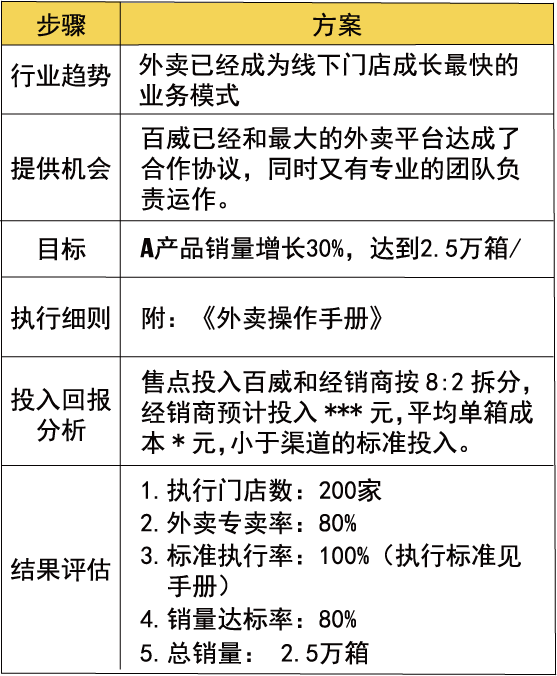 步骤
方案
行业趋势
外卖已经成为线下门店成长最快的
业务模式
提供机会
百威已经和最大的外卖平台达成了
合作协议，同时又有专业的团队负
责运作。
目标
A产品销量增长30%，达到2.5万箱/
执行细则
附：《外卖操作手册》
投入回报
分析
售点投入百威和经销商按 8:2 拆分，
经销商预计投入 *** 元，平均单箱成
本 * 元，小于渠道的标准投入。
结果评估
1. 执行门店数：200家
2. 外卖专卖率：80%
3. 标准执行率：100%（执行标准见
手册）
4. 销量达标率：80%
5. 总销量： 2.5万箱